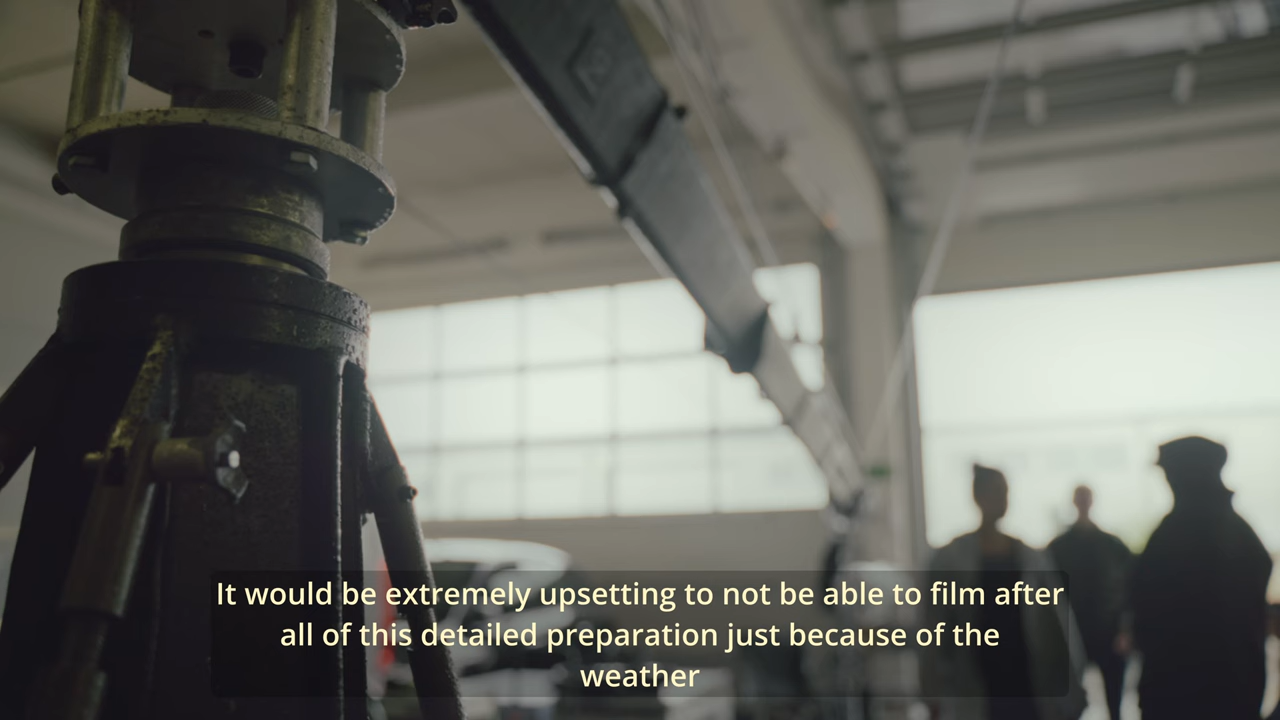 It would be extremely upsetting to not be able to film after
all of this detailed preparation just because of the
weather